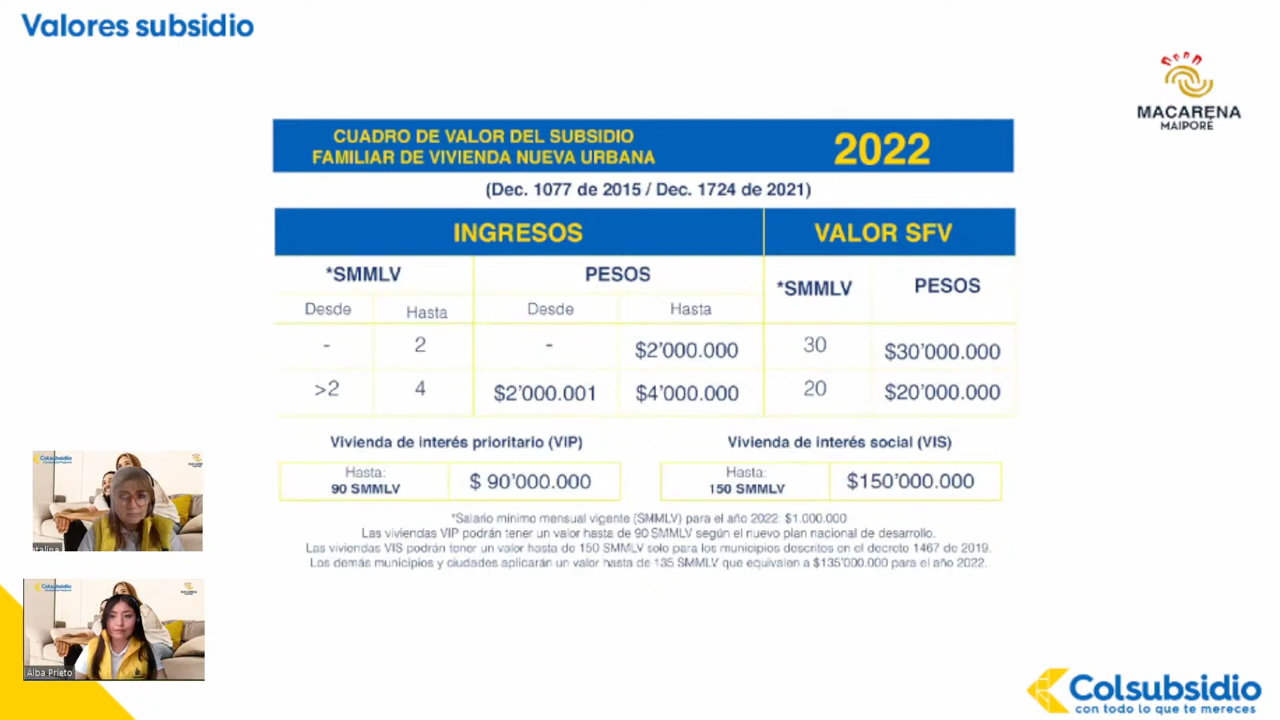 Valores subsidio
MACARENA
MAIPORÉ
CUADRO DE VALOR DEL SUBSIDIO
FAMILIAR DE VIVIENDA NUEVA URBANA
2022
(Dec. 1077 de 2015 / Dec. 1724 de 2021)
INGRESOS VALOR SFV
*SMMLV PESOS *SMMLV PESOS
Desde Hasta Desde Hasta
- 2 - $2'000.000 30 $30'000.000
>2 4 $2'000.001 $4'000.000 20 $20'000.000
Vivienda de interés prioritario (VIP) Vivienda de interés social (VIS)
Hasta:
90 SMMLV
$ 90'000.000
Hasta:
150 SMMLV
$150'000.000
*Salario mínimo mensual vigente (SMMLV) para el año 2022: $1.000.000
Las viviendas VIP podrán tener un valor hasta de 90 SMMLV según el nuevo plan nacional de desarrollo.
Las viviendas VIS podrán tener un valor hasta de 150 SMMLV solo para los municipios descritos en el decreto 1467 de 2019.
Los demás municipios y ciudades aplicarán un valor hasta de 135 SMMLV que equivalen a $135'000.000 para el año 2022.
Colsubsidio
Colsubsidio
MACARENA
Alba Prieto
Colsubsidio
con todo lo que te mereces